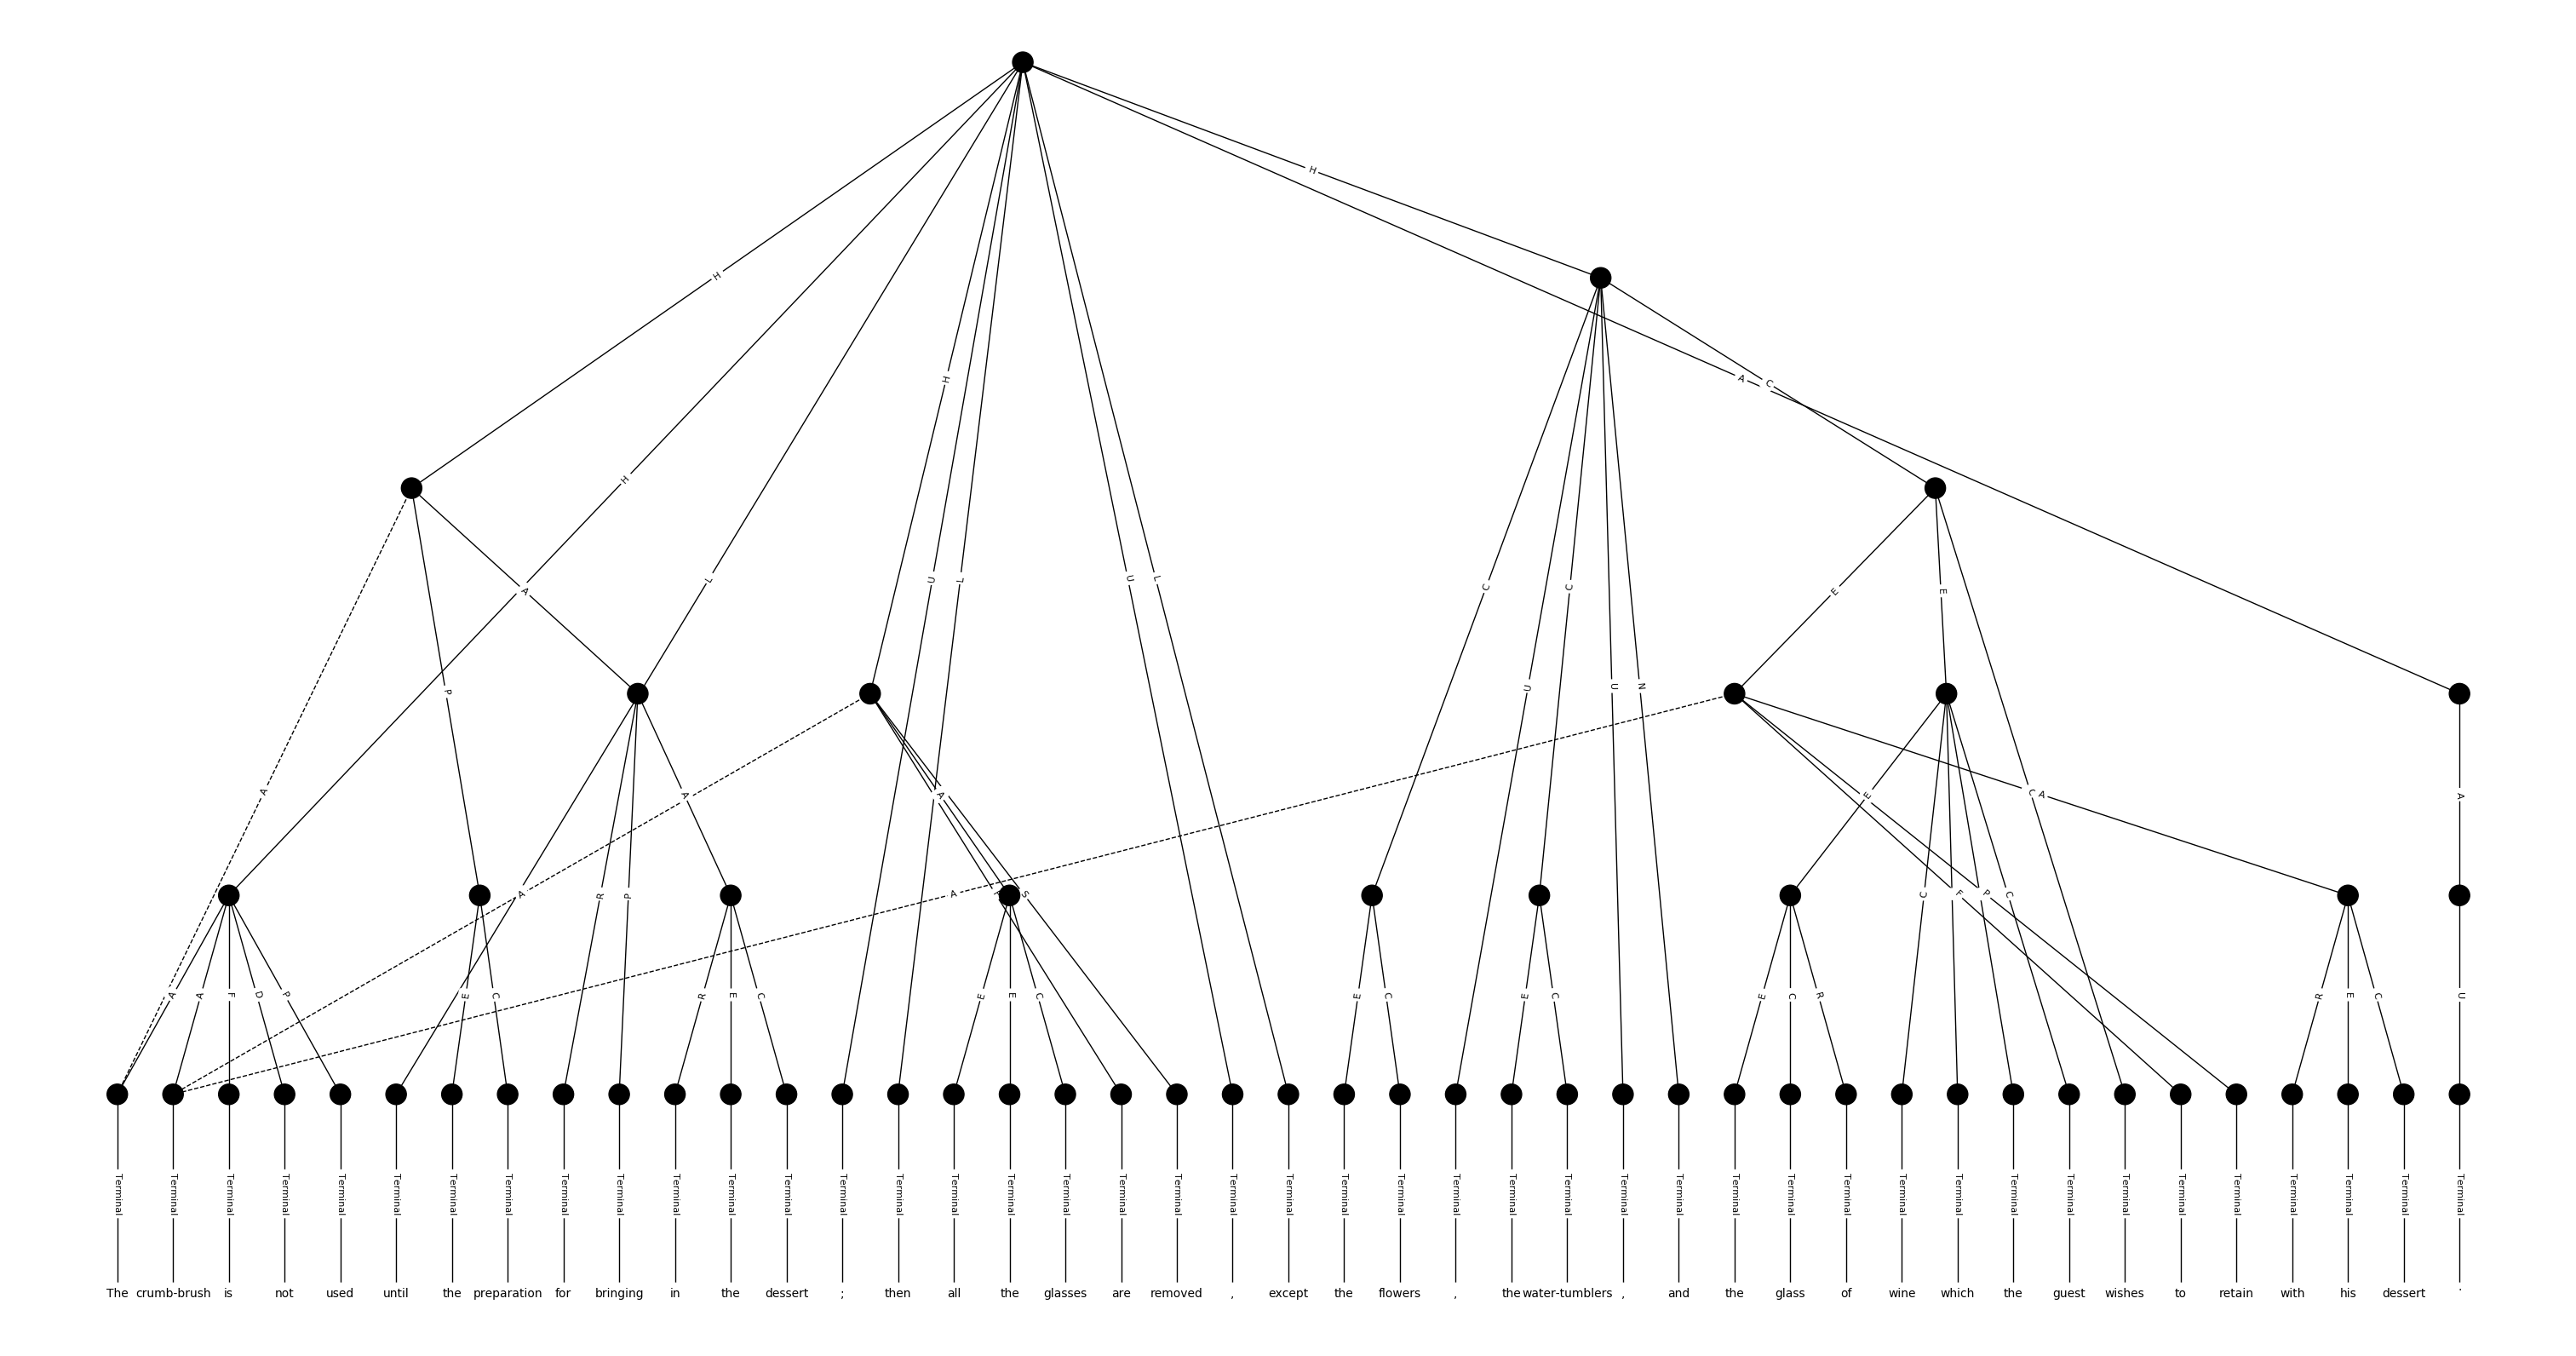 H
H
A
C
H
H
A
L
U
L
U
L
C
C
E
E
P
U
U
N
A
A
A
E
C
A
A
A
R
P
A
F
S
C
F
P
C
A
A
F
D
P
E
C
R
E
C
E
E
C
E
C
E
C
E
C
R
R
E
C
U
Terminal Terminal Terminal Terminal Terminal Terminal Terminal Terminal Terminal Terminal Terminal Terminal Terminal Terminal Terminal Terminal Terminal Terminal Terminal Terminal Terminal Terminal Terminal Terminal Terminal Terminal Terminal Terminal Terminal Terminal Terminal Terminal Terminal Terminal Terminal Terminal Terminal Terminal Terminal Terminal Terminal Terminal Terminal
The crumb-brush is not used until the preparation for bringing in the dessert ; then all the glasses are removed , except the flowers , the water-tumblers , and the glass of wine which the guest wishes to retain with his dessert .